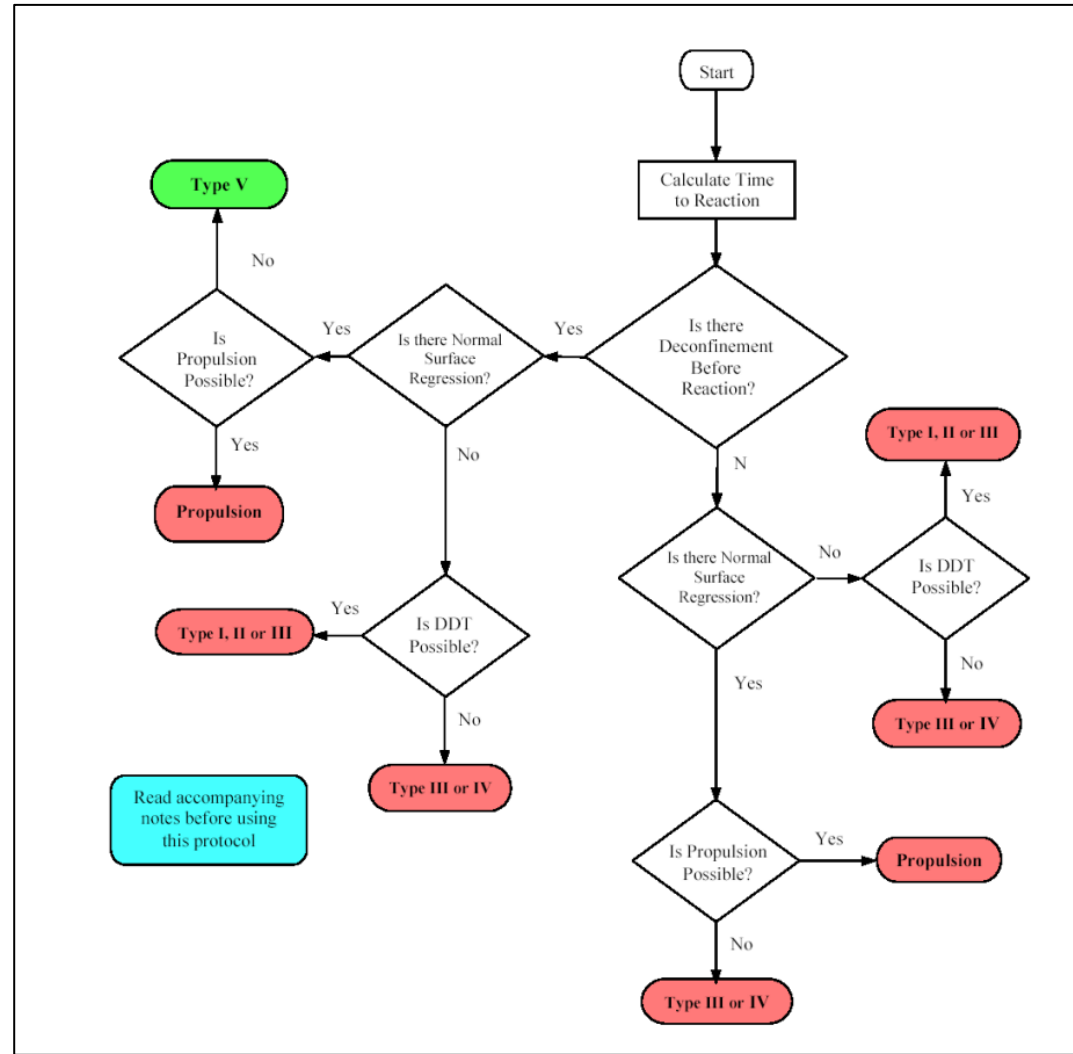 Start
Calculate Time
to Reaction
Is there
Deconfinement
Before
Reaction?
Yes
N
Is there Normal
Surface
Regression?
Yes
No
Is
Propulsion
Possible?
No
Yes
Type V
Propulsion
Is DDT
Possible?
Yes
No
Type I, II or III
Type III or IV
Is there Normal
Surface
Regression?
No
Yes
Is DDT
Possible?
Yes
No
Type I, II or III
Type III or IV
Is Propulsion
Possible?
Yes
No
Propulsion
Type III or IV
Read accompanying
notes before using
this protocol